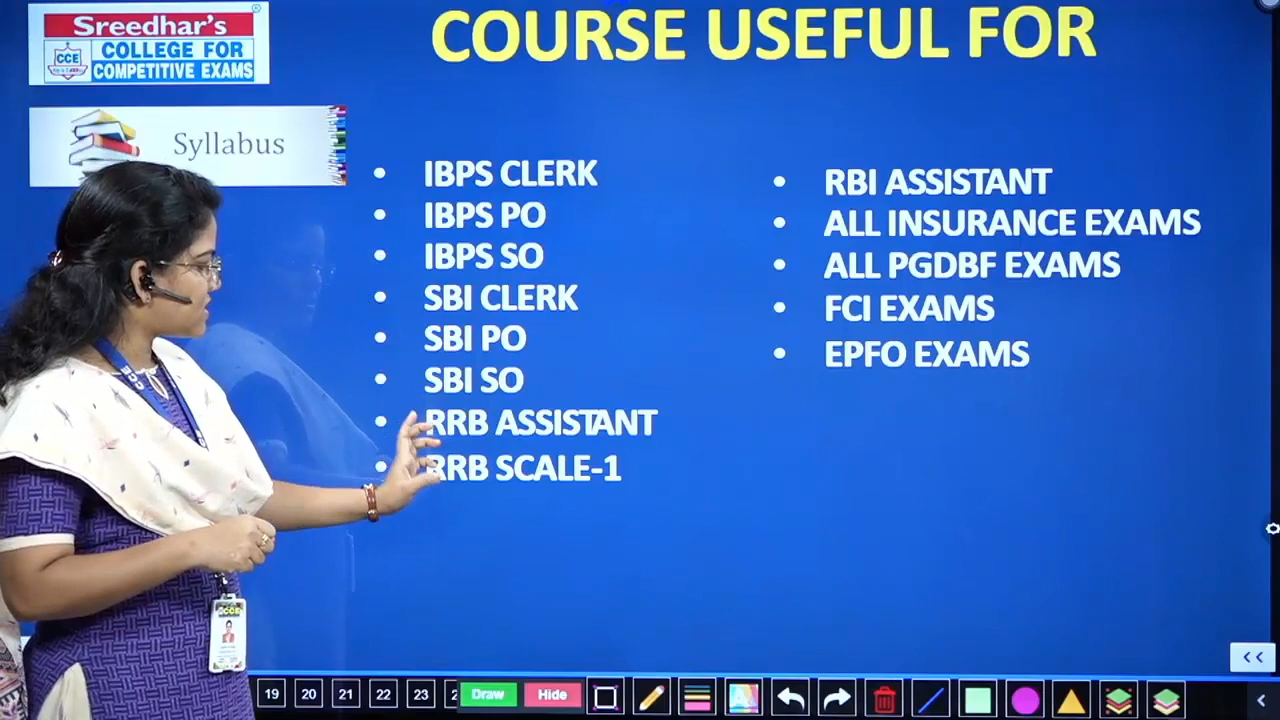 Sreedhar's
CCE
COLLEGE FOR
COMPETITIVE EXAMS
COURSE USEFUL FOR
Syllabus
IBPS CLERK
IBPS PO
IBPS SO
SBI CLERK
SBI PO
SBI SO
RRB ASSISTANT
RRB SCALE-1
RBI ASSISTANT
ALL INSURANCE EXAMS
ALL PGDBF EXAMS
FCI EXAMS
EPFO EXAMS
CCE
19 20 21 22 23 2 Draw Hide